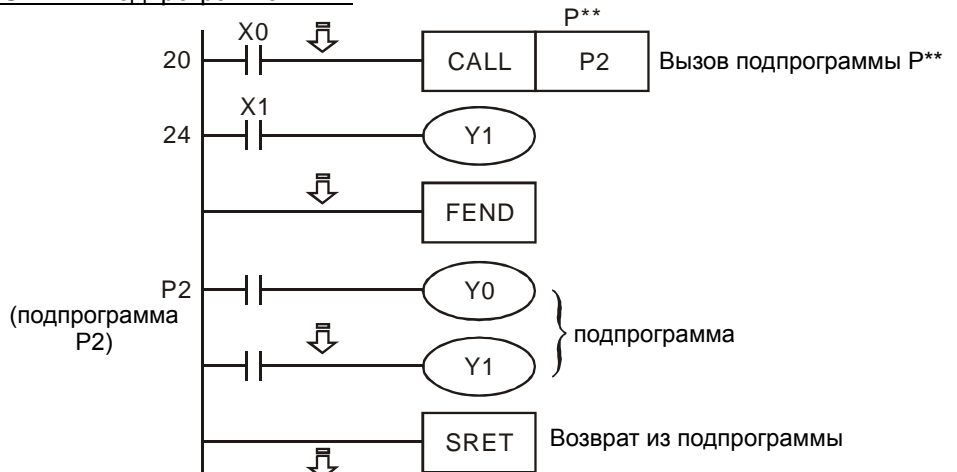 P**
X0
20 CALL P2 Вызов подпрограммы P**
X1
24 Y1
FEND
P2 Y0
(подпрограмма
P2)
подпрограмма
Y1
SRET Возврат из подпрограммы